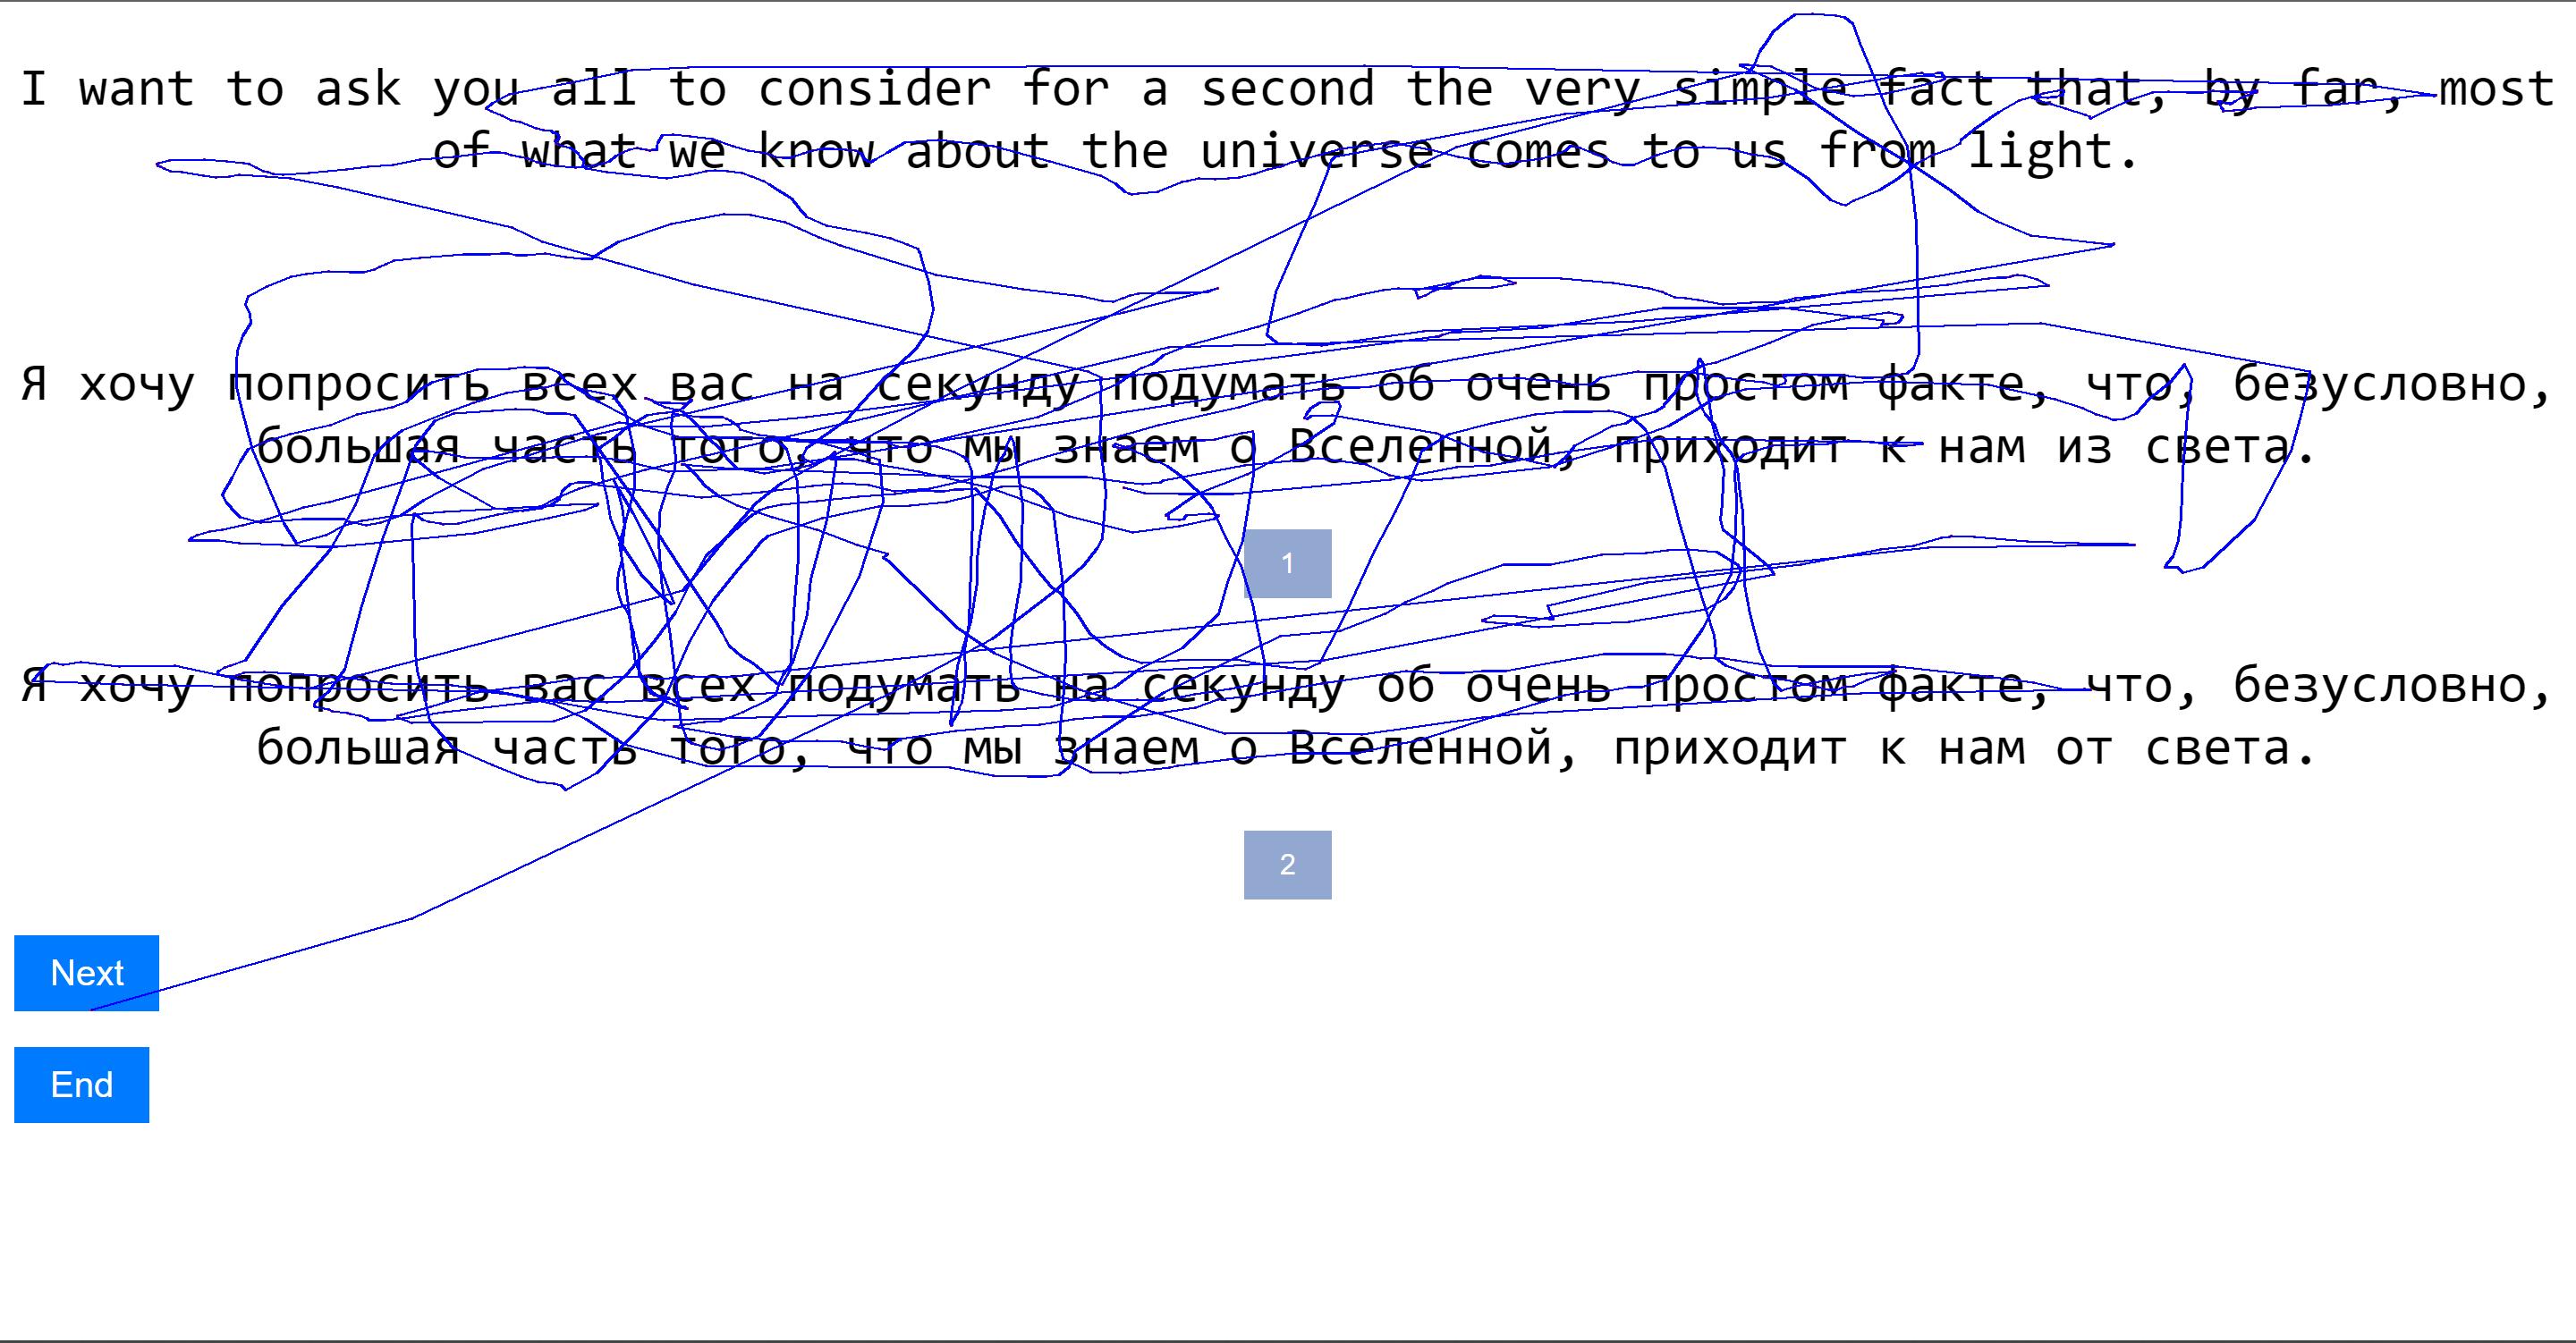 I want to ask you all to consider for a second the very simple fact that, by far, most
of what we know about the universe comes to us from light.
Я хочу попросить всех вас на секунду подумать об очень простом факте, что, безусловно,
большая часть того, что мы знаем о Вселенной, приходит к нам из света.
1
Я хочу попросить вас всех подумать на секунду об очень простом факте, что, безусловно,
большая часть того, что мы знаем о Вселенной, приходит к нам от света.
2
Next
End